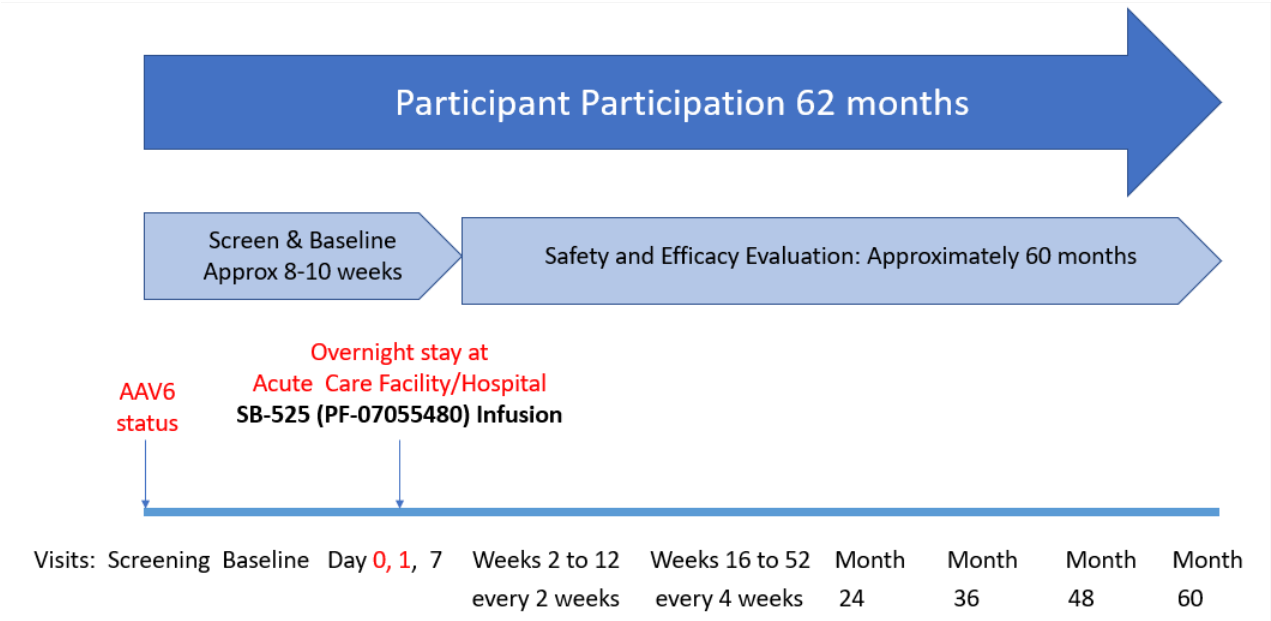 Participant Participation 62 months
Screen & Baseline
Approx 8-10 weeks
Safety and Efficacy Evaluation: Approximately 60 months
Overnight stay at
Acute Care Facility/Hospital
SB-525 (PF-07055480) Infusion
AAV6
status
Visits: Screening Baseline Day 0, 1, 7 Weeks 2 to 12 Weeks 16 to 52 Month Month Month Month
every 2 weeks every 4 weeks 24 36 48 60